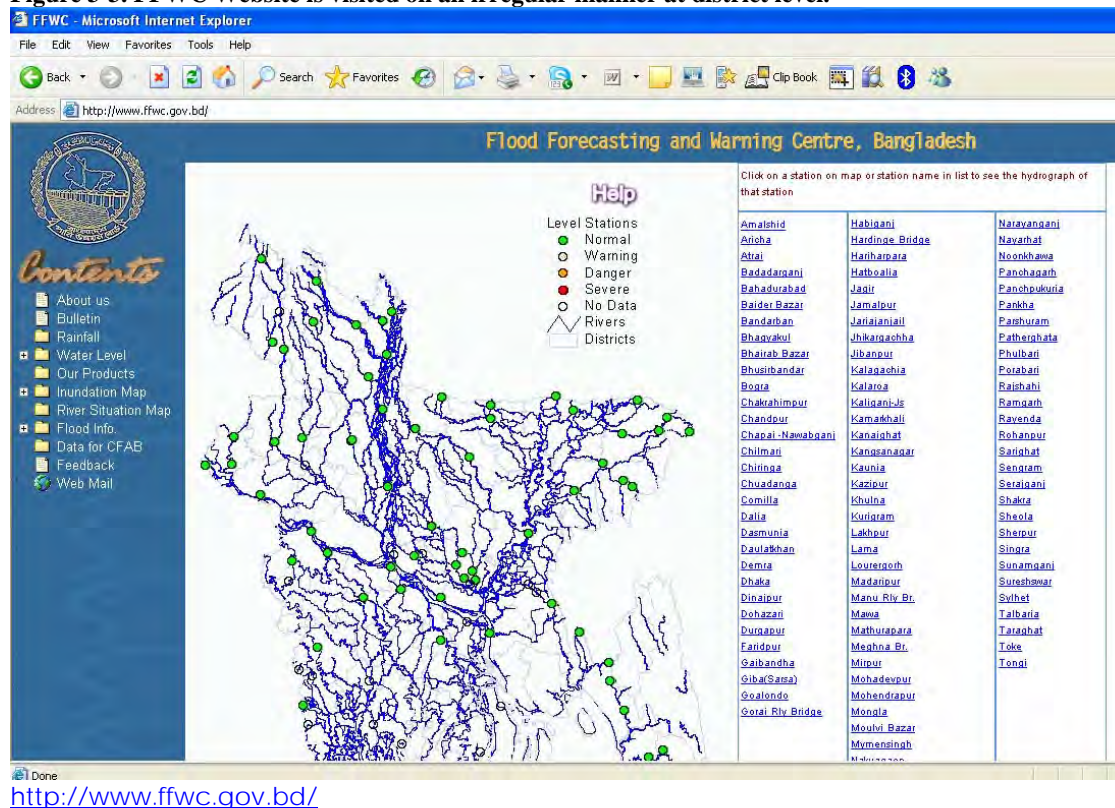 FFWC - Microsoft Internet Explorer
File Edit View Favorites Tools Help
Back Search Favorites Clip Book
Address http://www.ffwc.gov.bd/
Flood Forecasting and Warning Centre, Bangladesh
Contents
About us
Bulletin
Rainfall
Water Level
Our Products
Inundation Map
River Situation Map
Flood Info.
Data for CFAB
Feedback
Web Mail
Help
Level Stations
Normal
Warning
Danger
Severe
No Data
Rivers
Districts
Click on a station on map or station name in list to see the hydrograph of
that station
Amalshid
Aricha
Atrai
Badadarganj
Bahadurabad
Baider Bazar
Bandarban
Bhagyakul
Bhairab Bazar
Bhusirbandar
Bogra
Chakrahimpur
Chandpur
Chapai-Nawabganj
Chilmari
Chiringa
Chuadanga
Comilla
Dalia
Dasmunia
Daulatkhan
Demra
Dhaka
Dinajpur
Dohazari
Durgapur
Faridpur
Gaibandha
Giba(Sarsa)
Goalondo
Gorai Rly Bridge
Habiganj
Hardinge Bridge
Hariharpara
Hatboalia
Jagir
Jamalpur
Jariajanjail
Jhikargachha
Jibanpur
Kalagachia
Kalaroa
Kaliganj-Js
Kamarkhali
Kanaighat
Kangsanagar
Kaunia
Kazipur
Khulna
Kurigram
Lakhpur
Lama
Lourergorh
Madaripur
Manu Rly Br.
Mawa
Mathurapara
Meghna Br.
Mirpur
Mohadevpur
Mohendrapur
Mongla
Moulvi Bazar
Mymensingh
Narayanganj
Nayarhat
Noonkhawa
Panchagarh
Panchpukuria
Pankha
Parshuram
Patherghata
Phulbari
Porabari
Rajshahi
Ramgarh
Rayenda
Rohanpur
Sarighat
Sengram
Serajganj
Shakra
Sheola
Sherpur
Singra
Sunamganj
Sureshswar
Sylhet
Talbaria
Taraghat
Toke
Tongi
Done
http://www.ffwc.gov.bd/